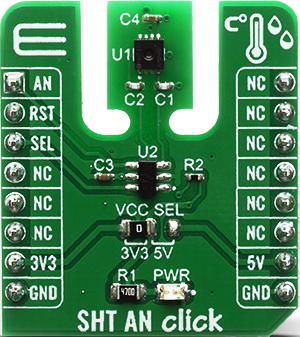 C4
U1
C°
C2 C1
AN
RST
SEL
NC
NC
NC
3V3
GND
NC
NC
NC
NC
NC
NC
5V
GND
U2
C3
R2
VCC SEL
0
3V3 5V
R1 PWR
4700
SHT AN click